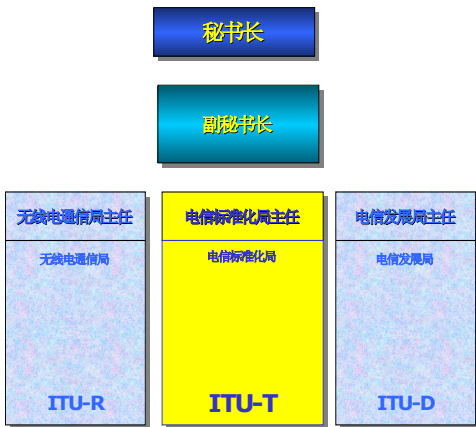 秘书长
副秘书长
无线电通信局主任
无线电通信局
ITU-R
电信标准化局主任
电信标准化局
ITU-T
电信发展局主任
电信发展局
ITU-D